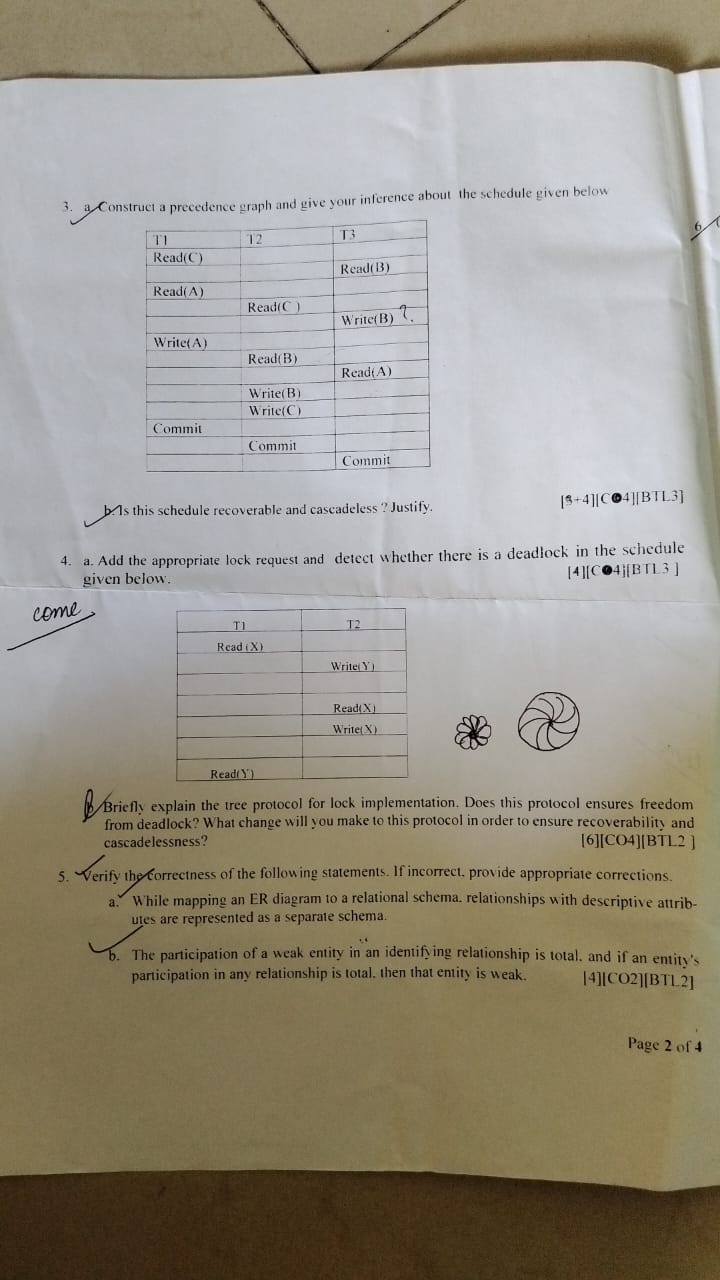 3. a. Construct a precedence graph and give your inference about the schedule given below
T1 T2 T3
Read(C)
Read(B)
Read(A)
Read(C )
Write(B) ?.
Write(A)
Read(B)
Read(A)
Write(B)
Write(C)
Commit
Commit
Commit
b. Is this schedule recoverable and cascadeless ? Justify.
[3+4][CO4][BTL3]
4. a. Add the appropriate lock request and detect whether there is a deadlock in the schedule
given below. [4][CO4][BTL3 ]
come
T1 T2
Read (X)
Write(Y)
Read(X)
Write(X)
Read(Y)
b Briefly explain the tree protocol for lock implementation. Does this protocol ensures freedom
from deadlock? What change will you make to this protocol in order to ensure recoverability and
cascadelessness? [6][CO4][BTL2 ]
5. Verify the correctness of the following statements. If incorrect, provide appropriate corrections.
a. While mapping an ER diagram to a relational schema, relationships with descriptive attrib-
utes are represented as a separate schema.
b. The participation of a weak entity in an identifying relationship is total, and if an entity's
participation in any relationship is total, then that entity is weak. [4][CO2][BTL2]
Page 2 of 4
6